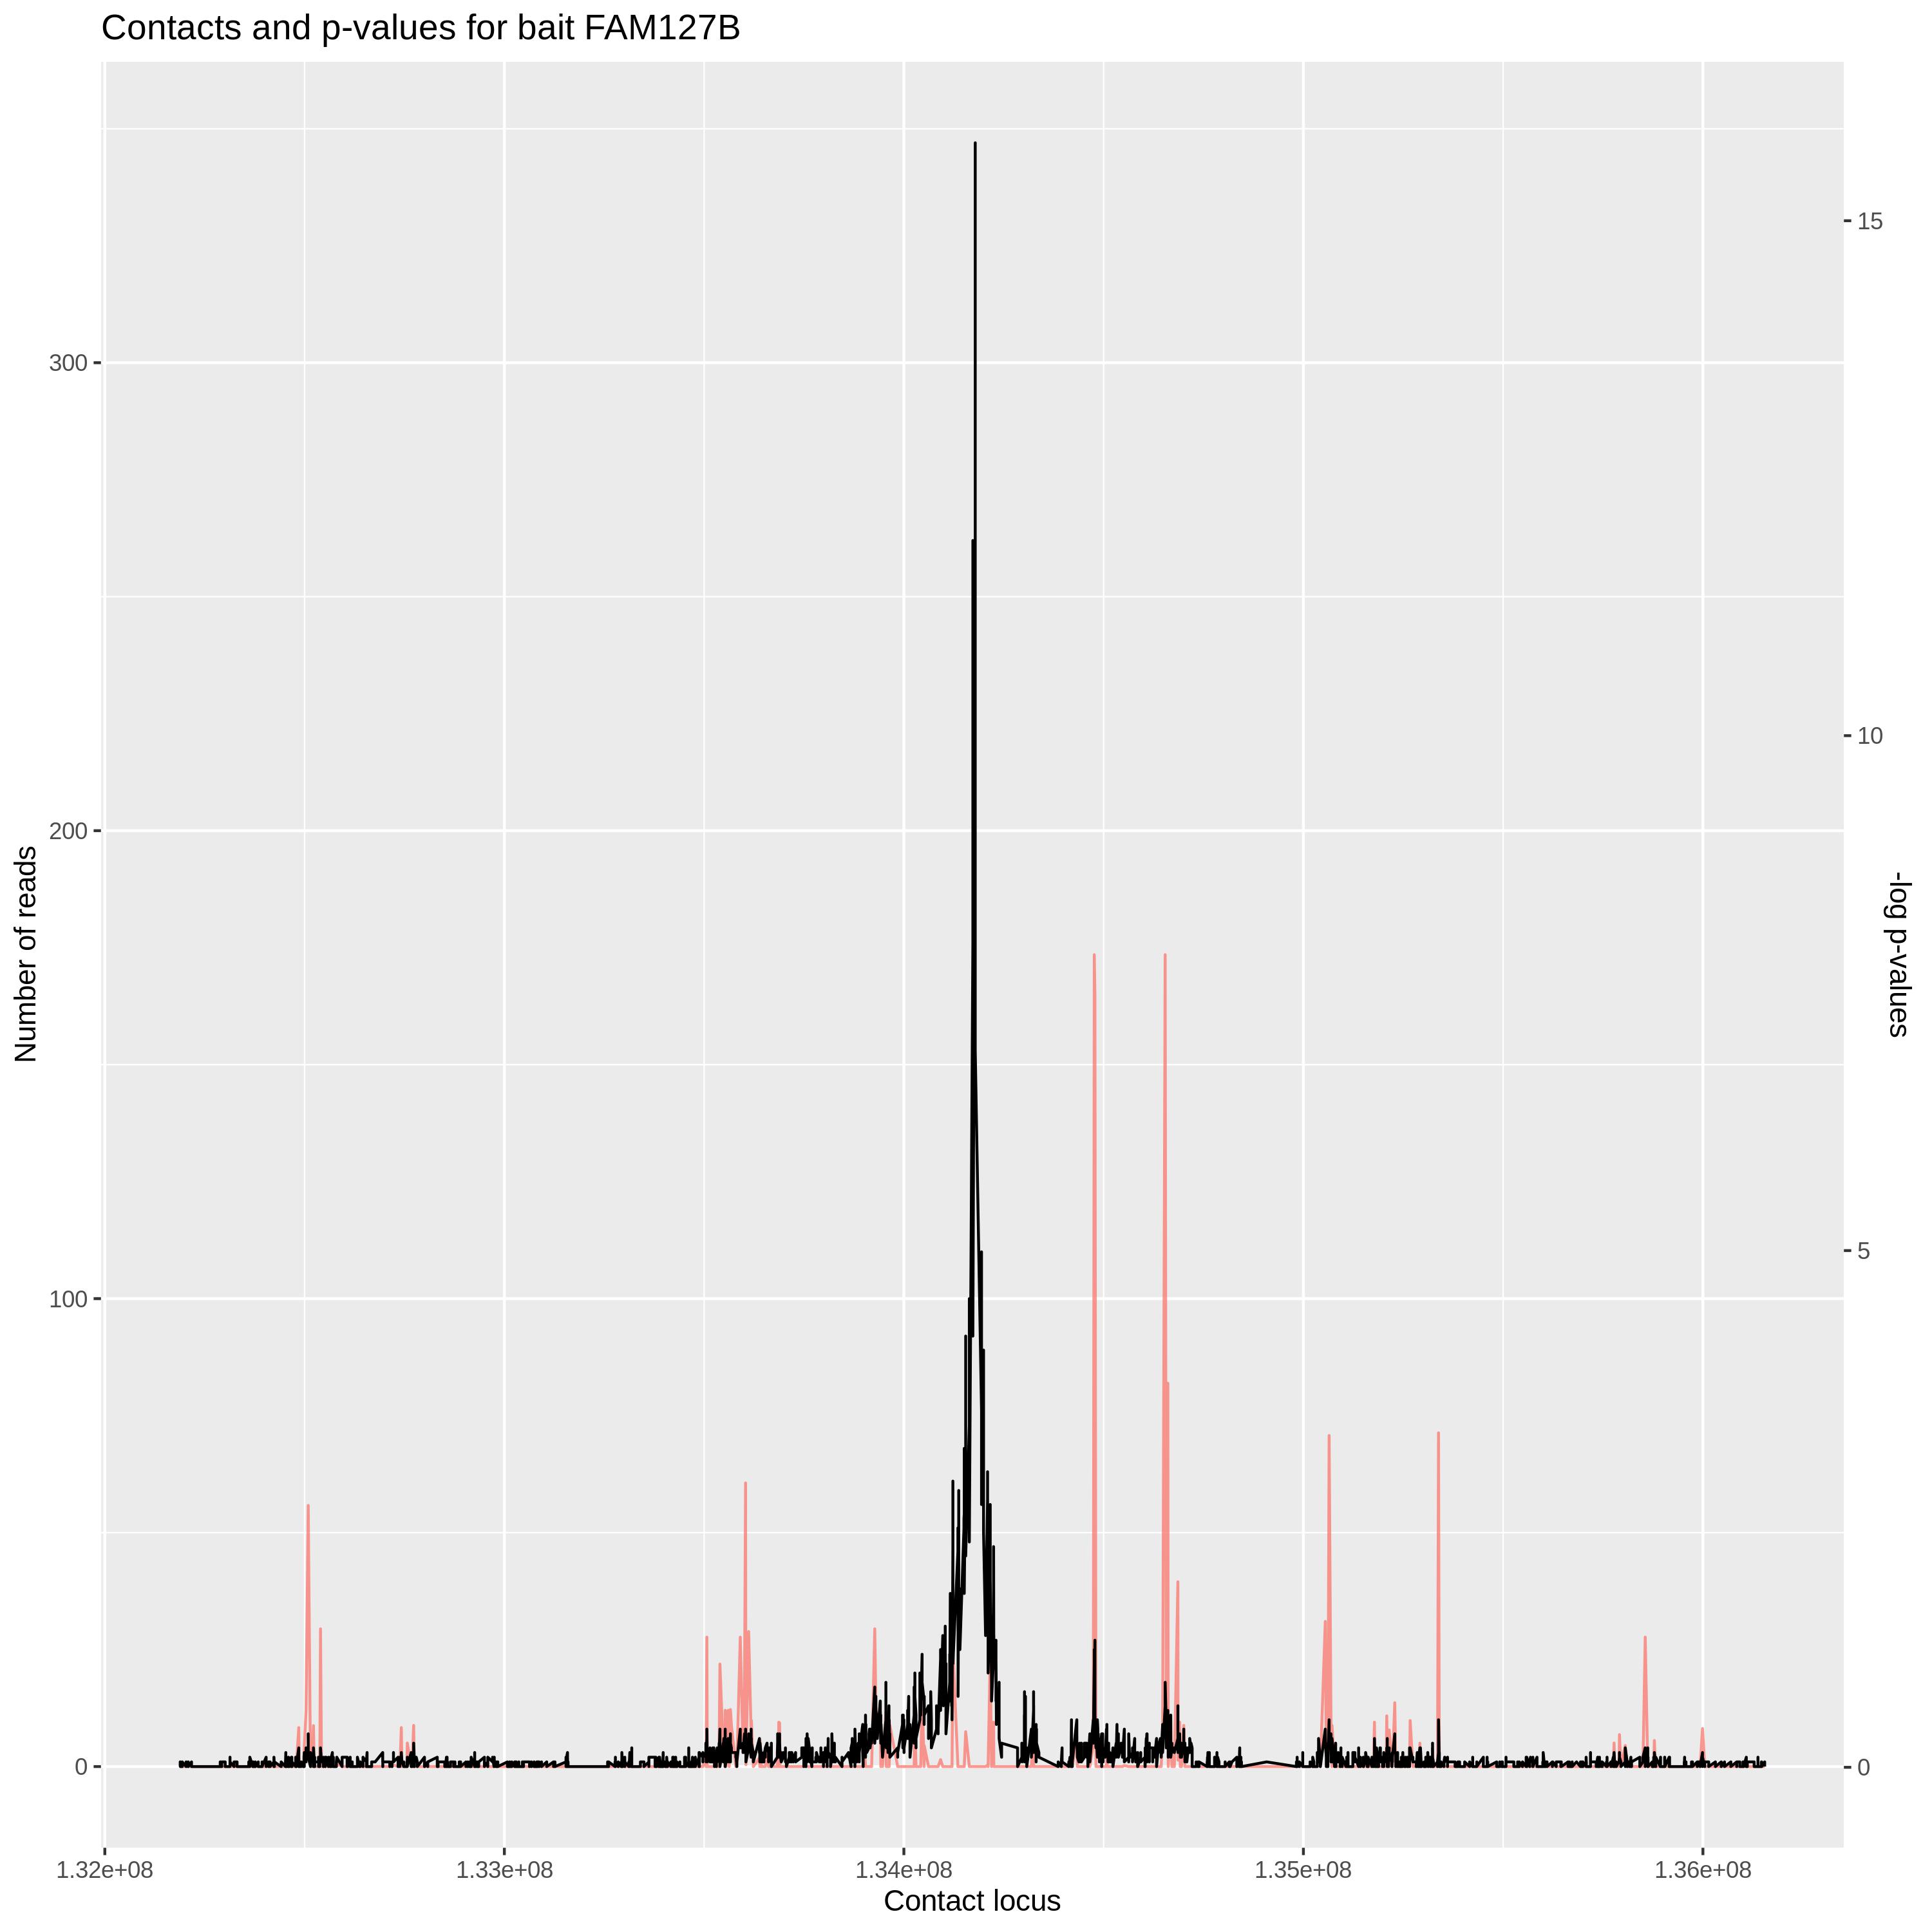 Contacts and p-values for bait FAM127B
Number of reads
300
200
100
0
15
10
5
0
-log p-values
1.32e+08 1.33e+08 1.34e+08 1.35e+08 1.36e+08
Contact locus